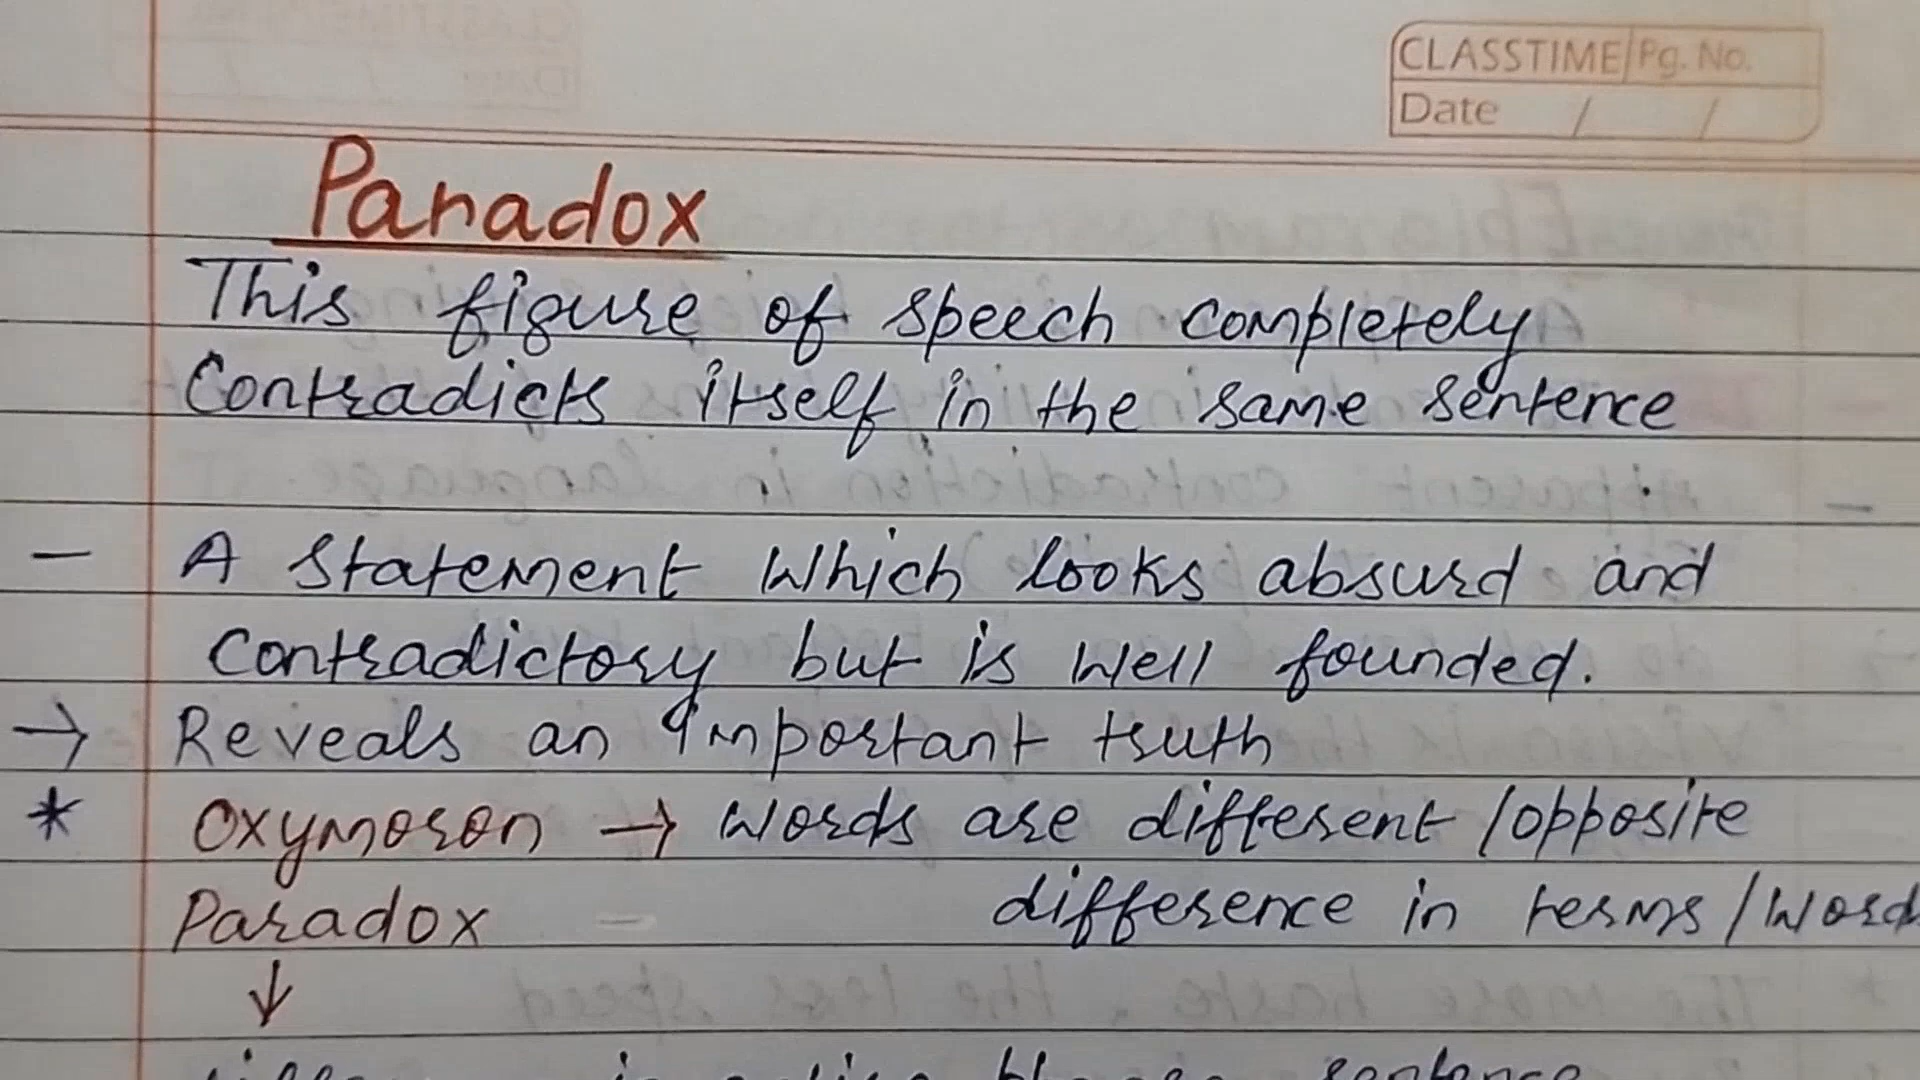 CLASSTIME Pg. No.
Date / /
Paradox
This figure of speech completely
Contradicts itself in the same sentence
– A statement which looks absurd and
contradictory but is well founded.
→ Reveals an important truth
* Oxymoron → words are different / opposite
Paradox – difference in terms / word
↓
in sentence